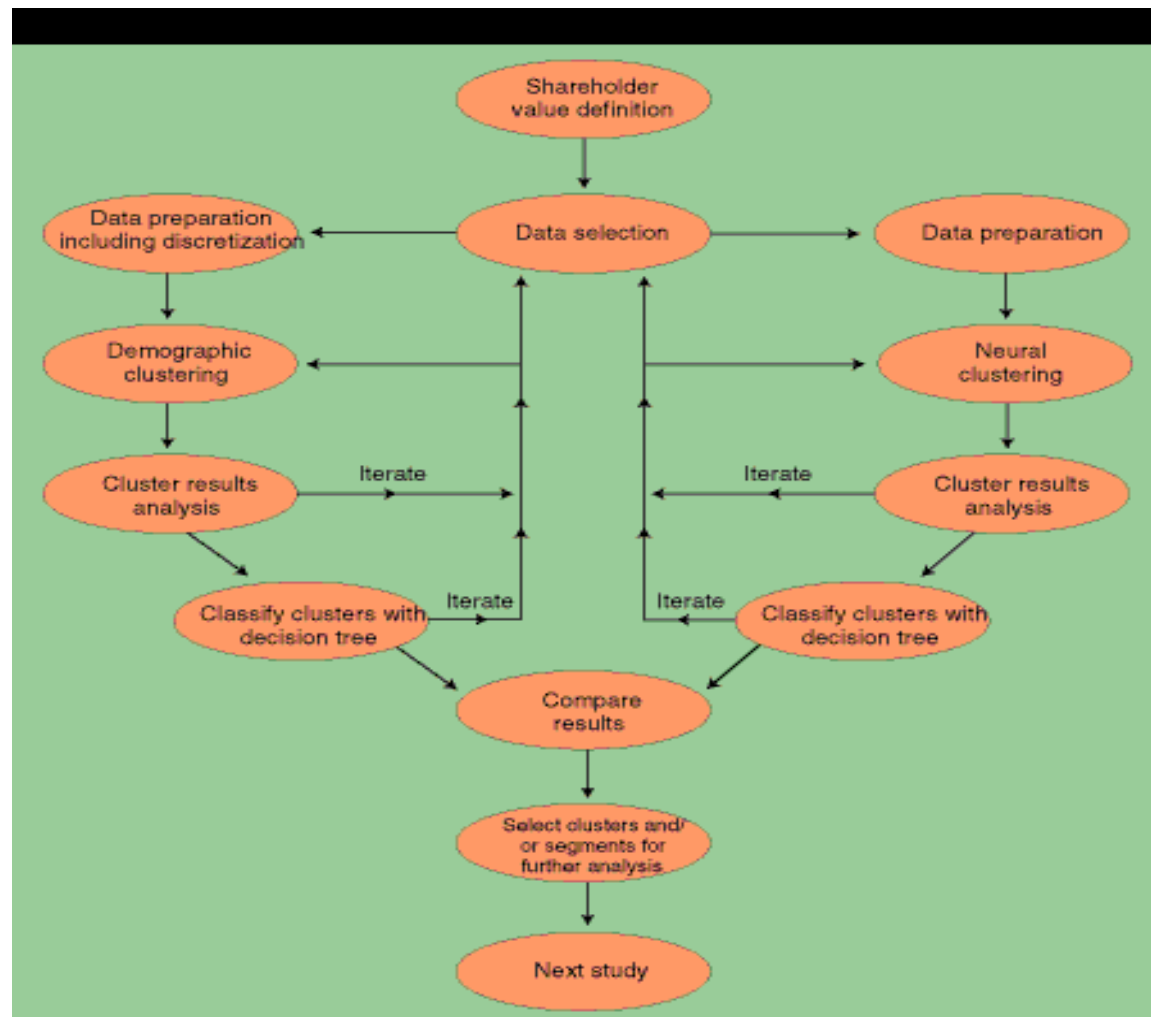 Shareholder
value definition
Data preparation
including discretization
Data selection
Data preparation
Demographic
clustering
Neural
clustering
Cluster results
analysis
Iterate
Iterate
Cluster results
analysis
Classify clusters with
decision tree
Iterate
Iterate
Classify clusters with
decision tree
Compare
results
Select clusters and/
or segments for
further analysis
Next study